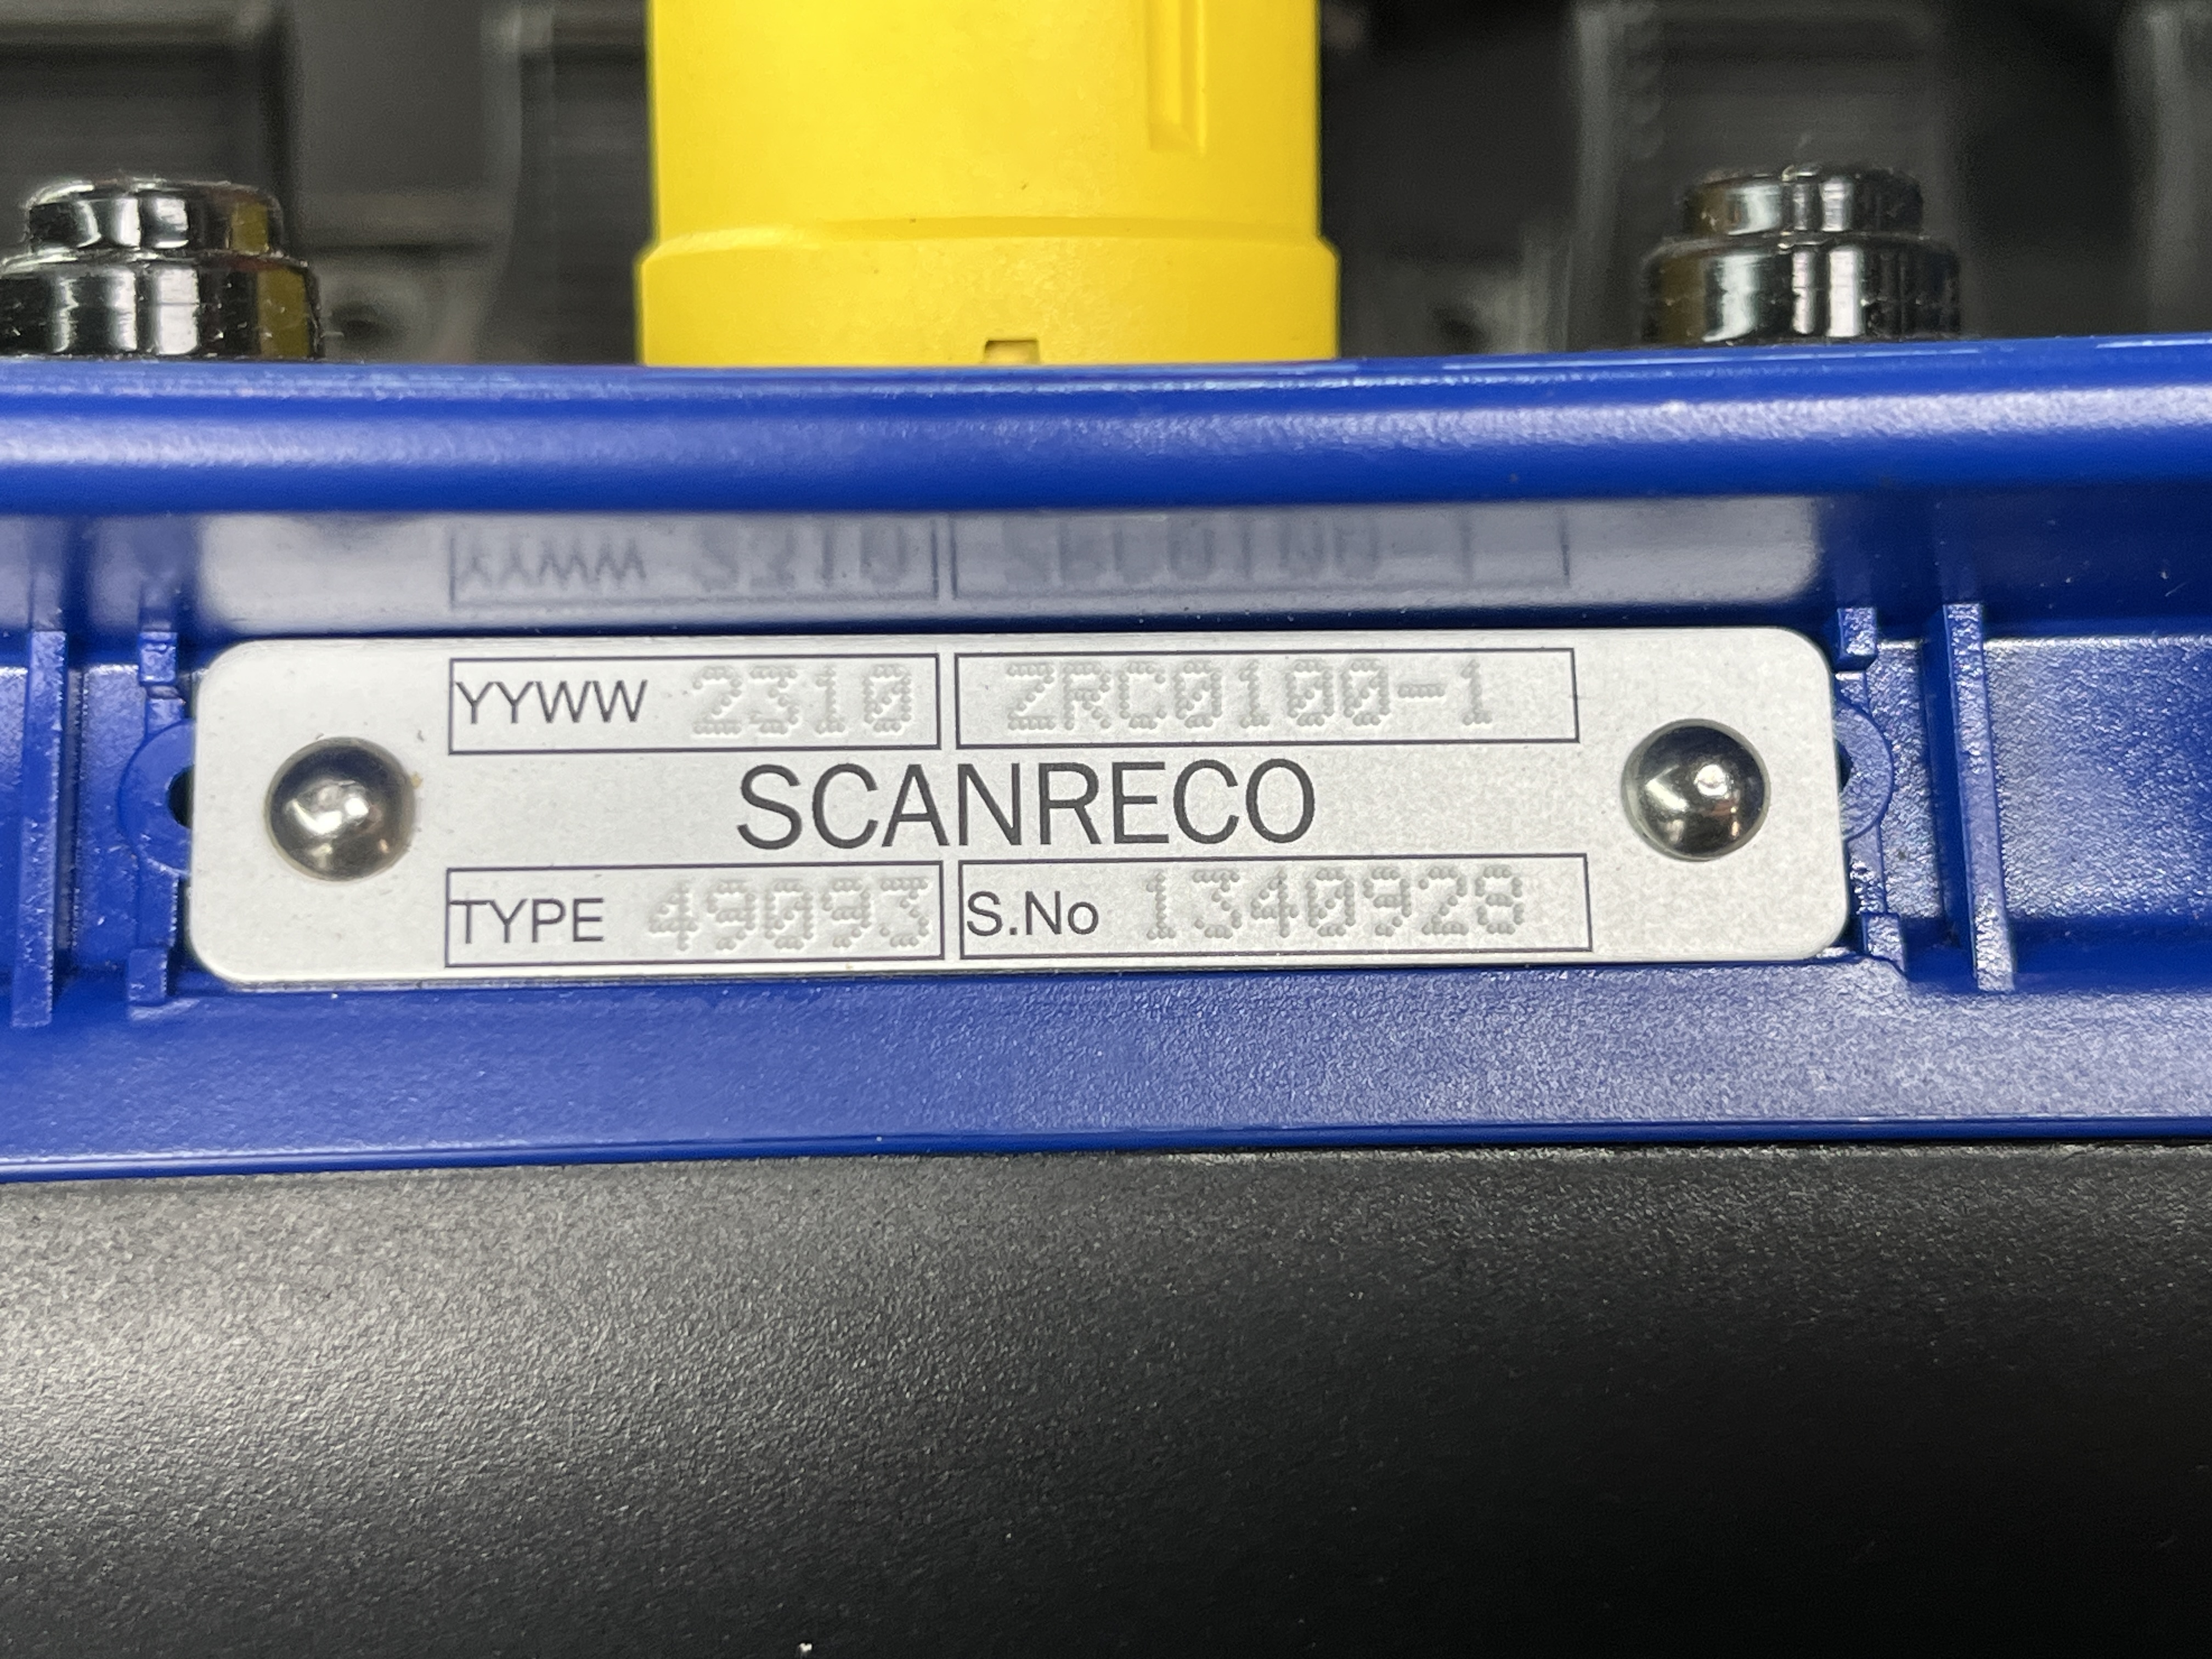 YYWW 2310 ZRC0100-1
SCANRECO
TYPE 49093 S.No 1340928